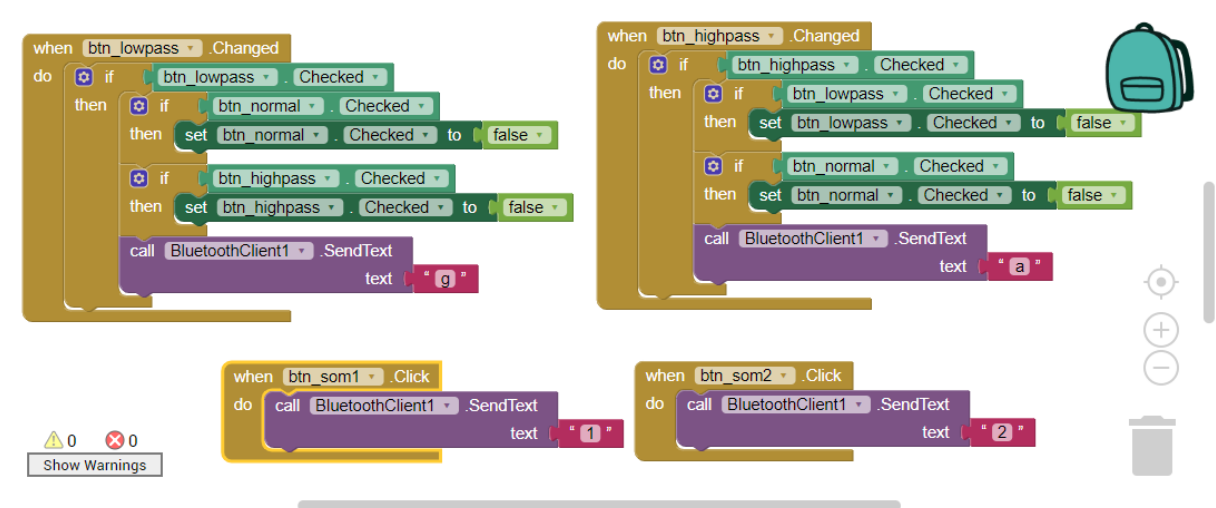 when btn_lowpass .Changed
do if btn_lowpass . Checked
then if btn_normal . Checked
then set btn_normal . Checked to false
if btn_highpass . Checked
then set btn_highpass . Checked to false
call BluetoothClient1 .SendText
text " g "
when btn_highpass .Changed
do if btn_highpass . Checked
then if btn_lowpass . Checked
then set btn_lowpass . Checked to false
if btn_normal . Checked
then set btn_normal . Checked to false
call BluetoothClient1 .SendText
text " a "
when btn_som1 .Click
do call BluetoothClient1 .SendText
text " 1 "
when btn_som2 .Click
do call BluetoothClient1 .SendText
text " 2 "
0 0
Show Warnings